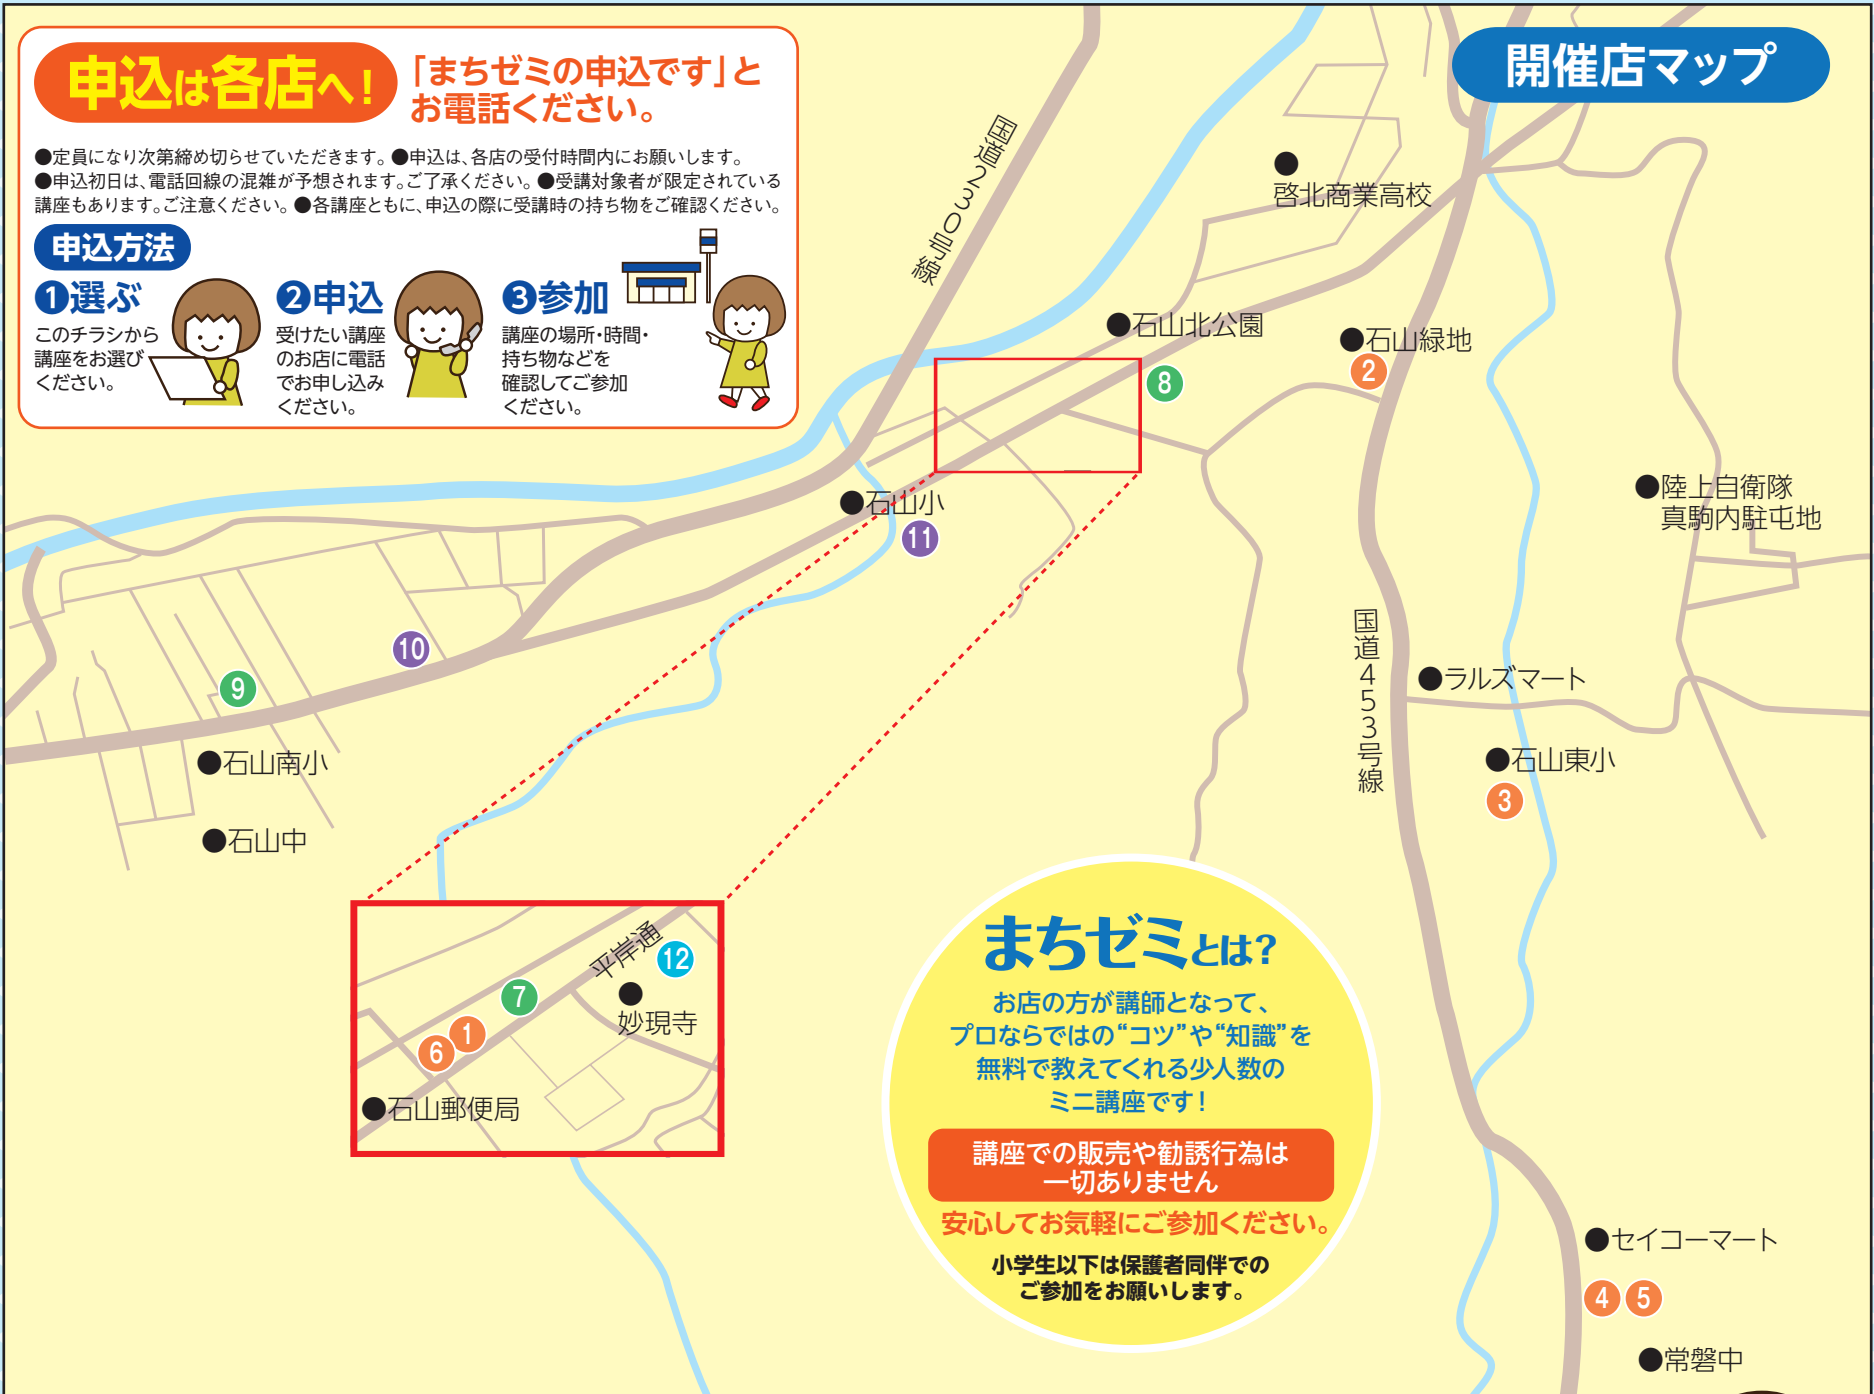 申込は各店へ！
「まちゼミの申込です」と
お電話ください。
●定員になり次第締め切らせていただきます。●申込は、各店の受付時間内にお願いします。
●申込初日は、電話回線の混雑が予想されます。ご了承ください。●受講対象者が限定されている
講座もあります。ご注意ください。●各講座ともに、申込の際に受講時の持ち物をご確認ください。
申込方法
❶選ぶ
このチラシから
講座をお選び
ください。
❷申込
受けたい講座
のお店に電話
でお申し込み
ください。
❸参加
講座の場所・時間・
持ち物などを
確認してご参加
ください。
開催店マップ
国道230号線
●啓北商業高校
●石山北公園
●石山緑地
2
8
●石山小
11
●陸上自衛隊
真駒内駐屯地
10
9
国道453号線
●ラルズマート
●石山南小
●石山東小
3
●石山中
平岸通
12
7
●妙現寺
1
6
●石山郵便局
まちゼミとは？
お店の方が講師となって、
プロならではの“コツ”や“知識”を
無料で教えてくれる少人数の
ミニ講座です！
講座での販売や勧誘行為は
一切ありません
安心してお気軽にご参加ください。
小学生以下は保護者同伴での
ご参加をお願いします。
●セイコーマート
4 5
●常磐中